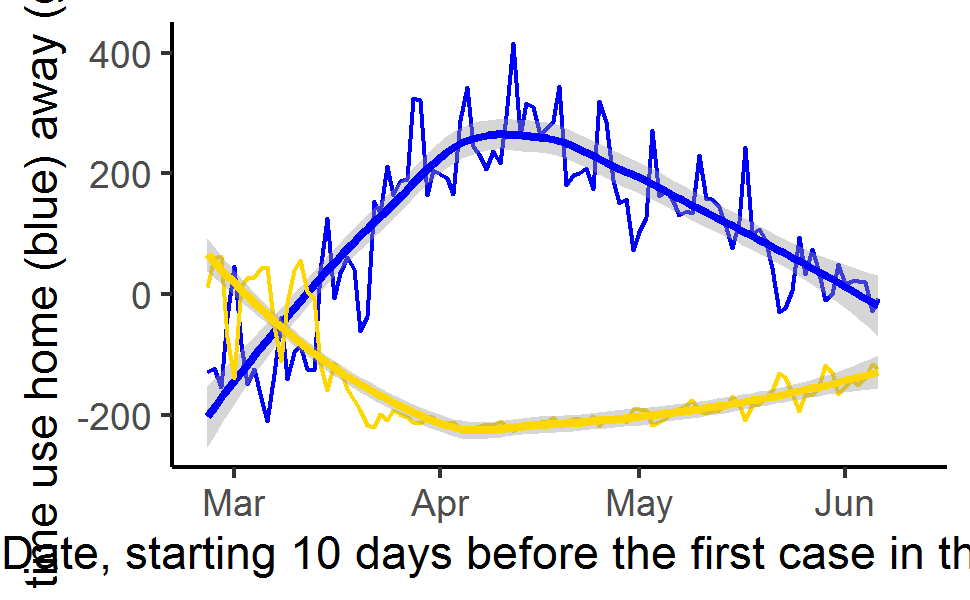 time use home (blue) away (
400
200
0
-200
Mar Apr May Jun
Date, starting 10 days before the first case in th